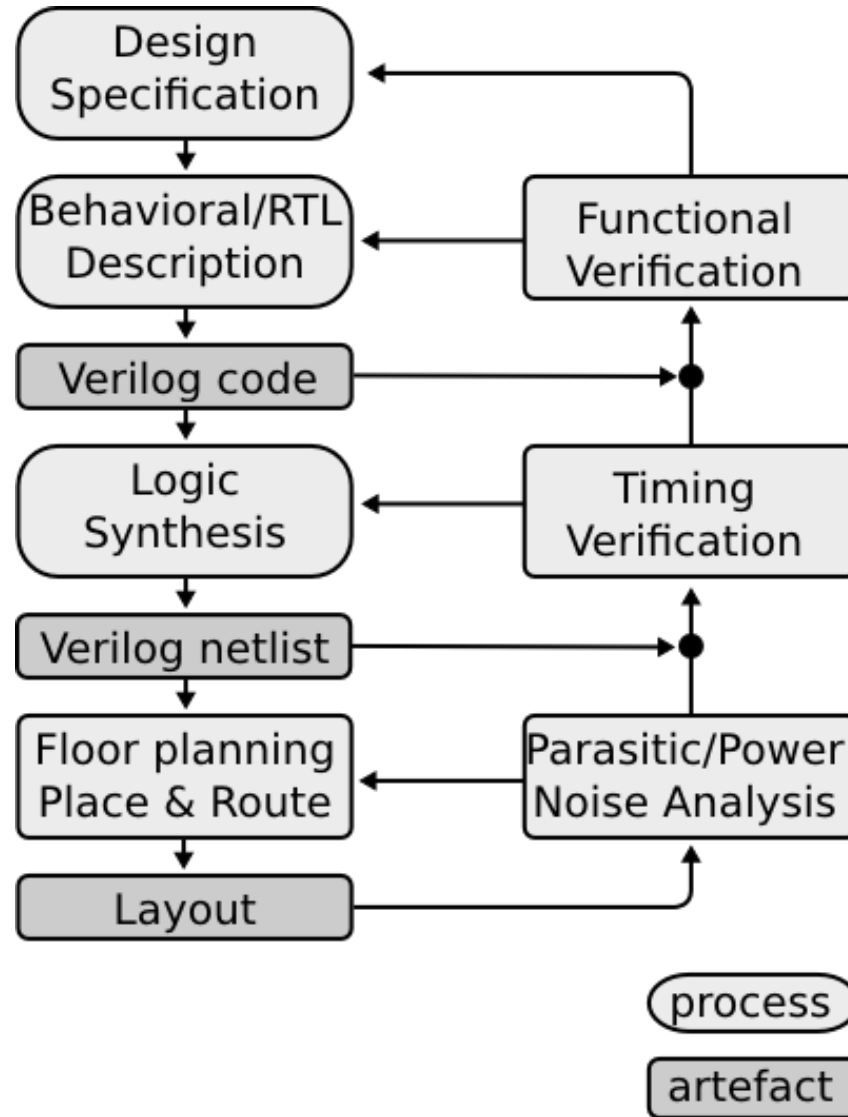 Design
Specification
Behavioral/RTL
Description
Functional
Verification
Verilog code
Logic
Synthesis
Timing
Verification
Verilog netlist
Floor planning
Place & Route
Parasitic/Power
Noise Analysis
Layout
process
artefact